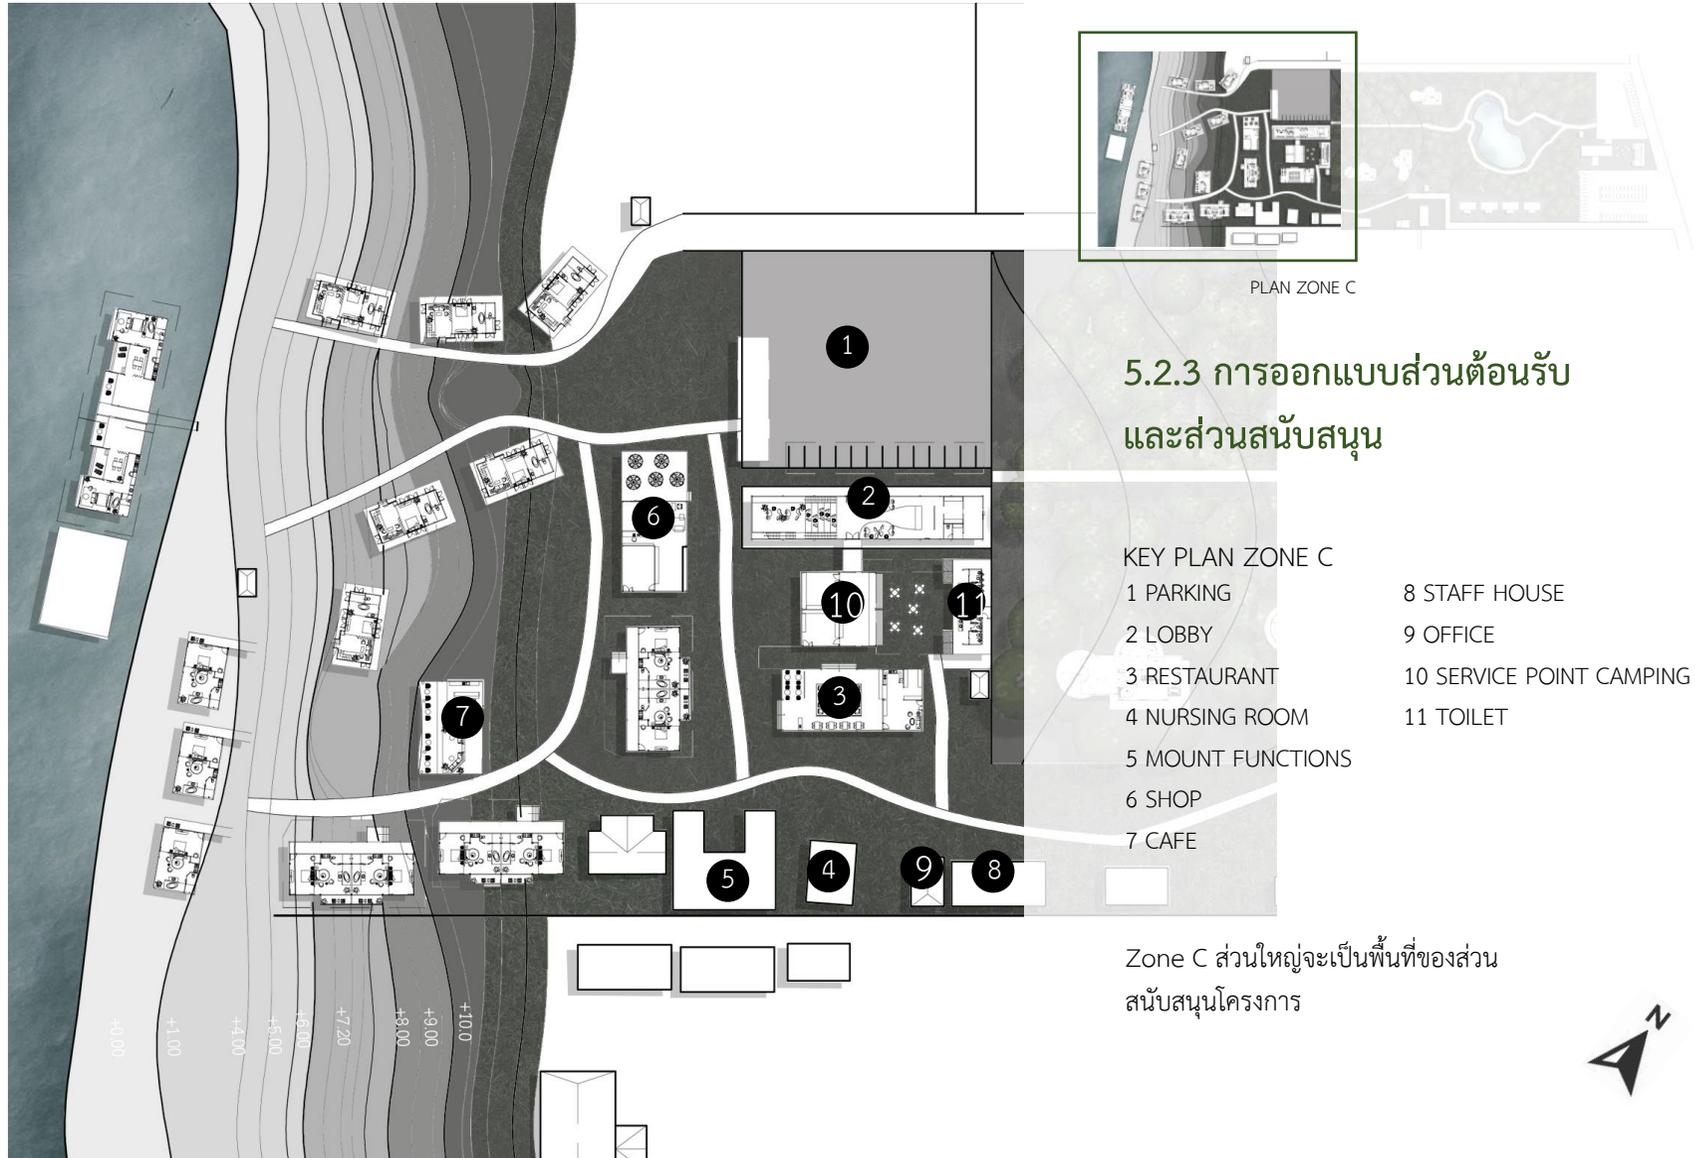 PLAN ZONE C
5.2.3 การออกแบบส่วนต้อนรับ
และส่วนสนับสนุน
1
2
6
10
11
3
7
5
4
9
8
KEY PLAN ZONE C
1 PARKING
2 LOBBY
3 RESTAURANT
4 NURSING ROOM
5 MOUNT FUNCTIONS
6 SHOP
7 CAFE
8 STAFF HOUSE
9 OFFICE
10 SERVICE POINT CAMPING
11 TOILET
Zone C ส่วนใหญ่จะเป็นพื้นที่ของส่วน
สนับสนุนโครงการ
+0.00
+1.00
+4.00
+5.00
+6.00
+7.20
+8.00
+9.00
+10.0
N